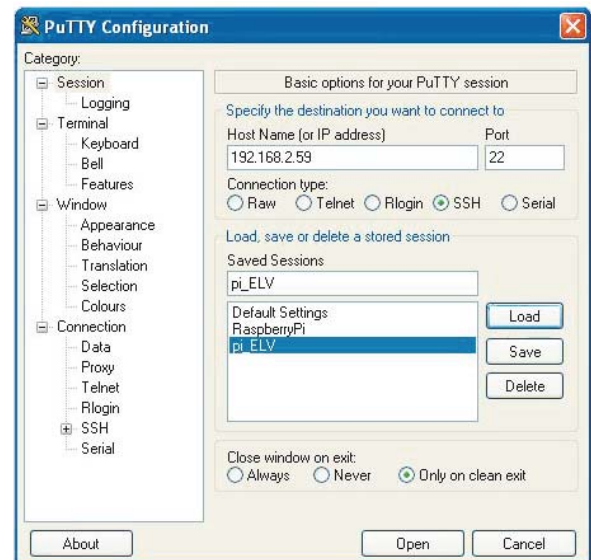 PuTTY Configuration
Category:
Session
Logging
Terminal
Keyboard
Bell
Features
Window
Appearance
Behaviour
Translation
Selection
Colours
Connection
Data
Proxy
Telnet
Rlogin
SSH
Serial
Basic options for your PuTTY session
Specify the destination you want to connect to
Host Name (or IP address) Port
192.168.2.59 22
Connection type:
Raw Telnet Rlogin SSH Serial
Load, save or delete a stored session
Saved Sessions
pi_ELV
Default Settings
RaspberryPi
pi_ELV
Load
Save
Delete
Close window on exit:
Always Never Only on clean exit
About Open Cancel